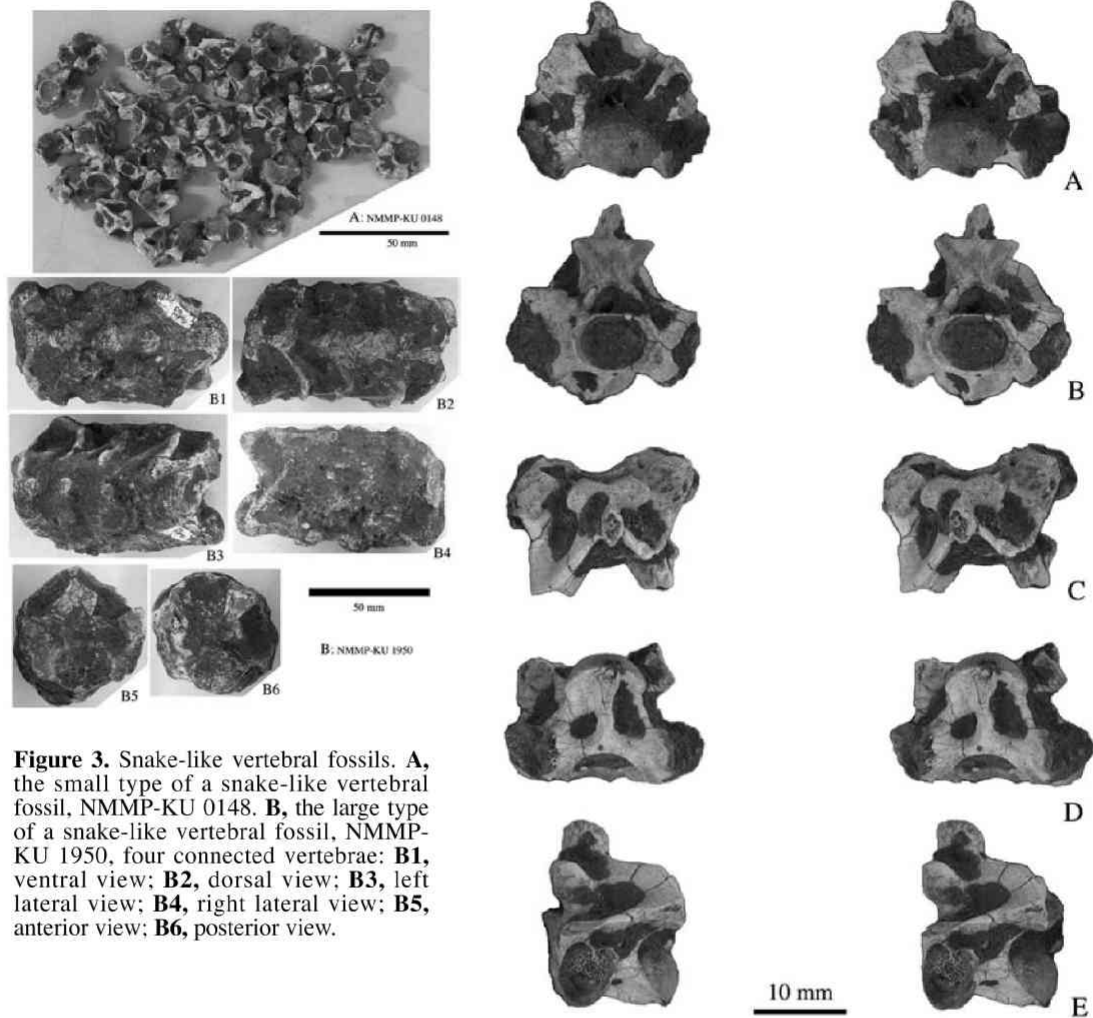 A: NMMP-KU 0148
50 mm
B1
B2
B3
B4
50 mm
B5
B6
B: NMMP-KU 1950
Figure 3. Snake-like vertebral fossils. A,
the small type of a snake-like vertebral
fossil, NMMP-KU 0148. B, the large type
of a snake-like vertebral fossil, NMMP-
KU 1950, four connected vertebrae: B1,
ventral view; B2, dorsal view; B3, left
lateral view; B4, right lateral view; B5,
anterior view; B6, posterior view.
A
B
C
D
10 mm
E